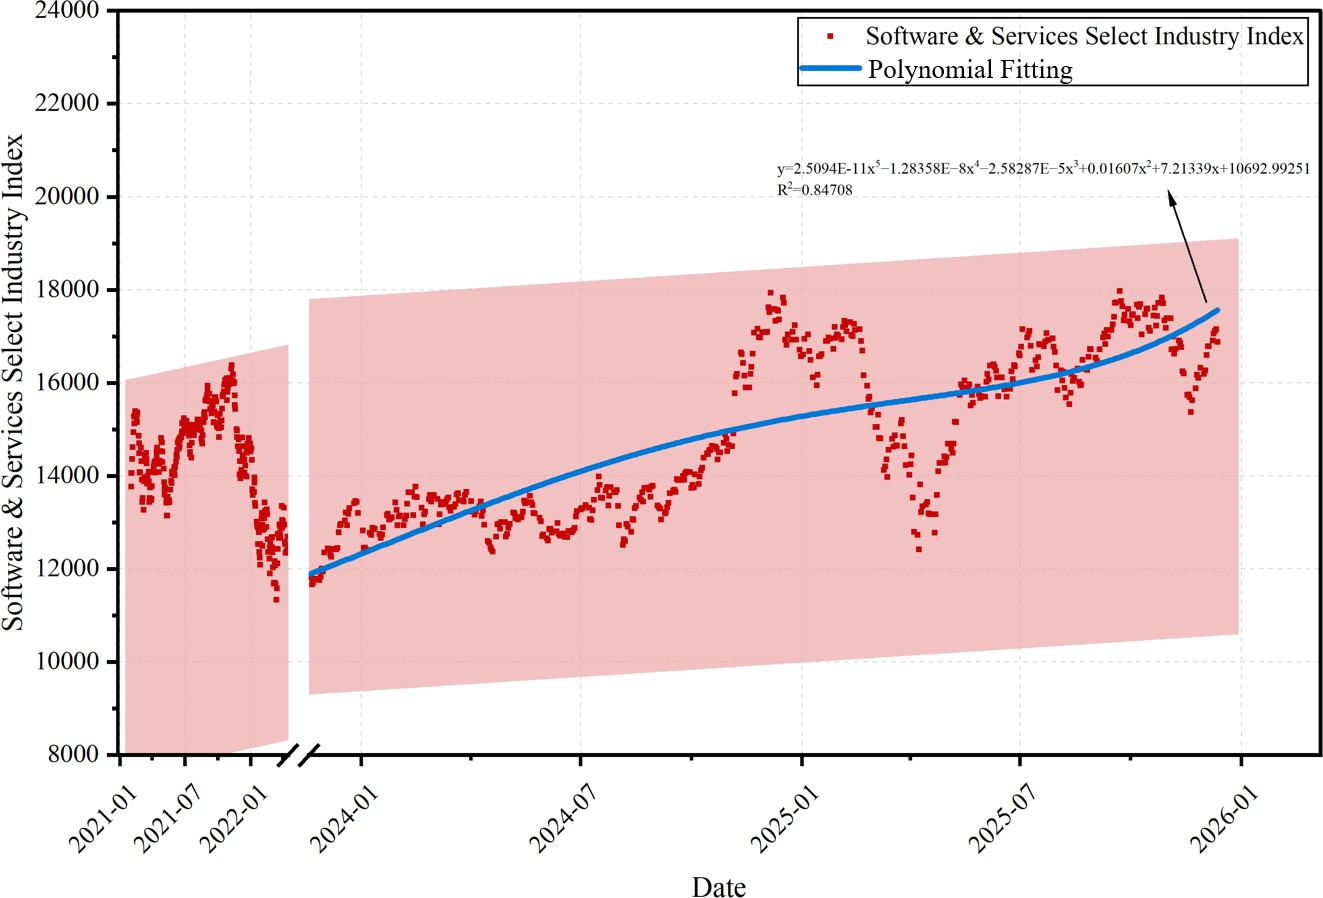 Software & Services Select Industry Index
Polynomial Fitting
y=2.5094E-11x⁵−1.28358E−8x⁴−2.58287E−5x³+0.01607x²+7.21339x+10692.99251
R²=0.84708
Software & Services Select Industry Index
24000
22000
20000
18000
16000
14000
12000
10000
8000
2021-01
2021-07
2022-01
2024-01
2024-07
2025-01
2025-07
2026-01
Date